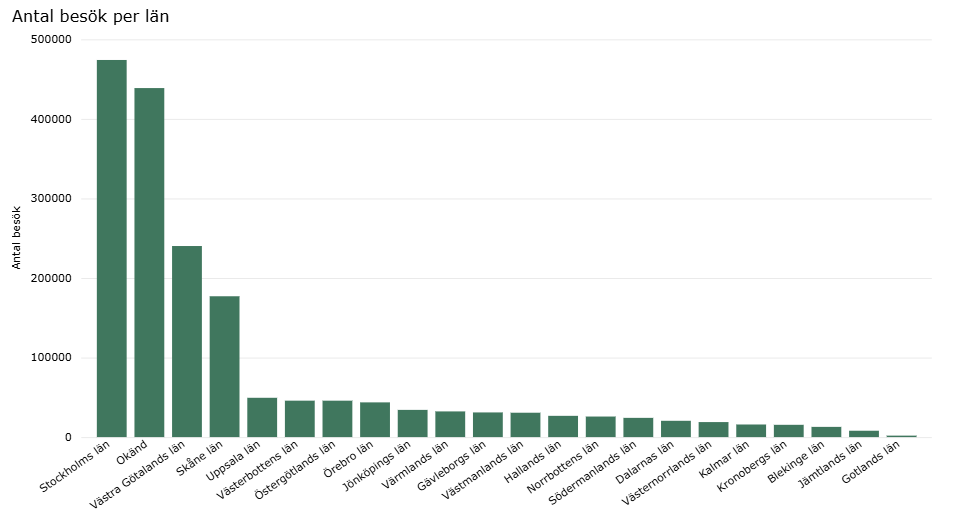 Antal besök per län
500000
400000
300000
200000
100000
0
Antal besök
Stockholms län
Okänd
Västra Götalands län
Skåne län
Uppsala län
Västerbottens län
Östergötlands län
Örebro län
Jönköpings län
Värmlands län
Gävleborgs län
Västmanlands län
Hallands län
Norrbottens län
Södermanlands län
Dalarnas län
Västernorrlands län
Kalmar län
Kronobergs län
Blekinge län
Jämtlands län
Gotlands län